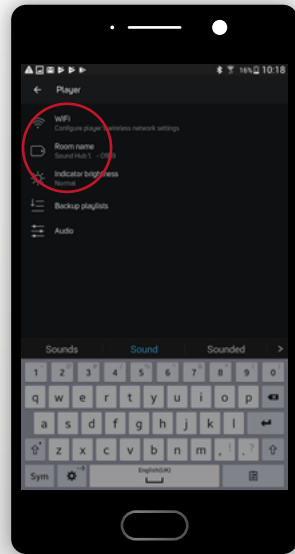 16% 10:18
Player
WiFi
Configure player's wireless network settings
Room name
Indicator brightness
Normal
Backup playlists
Audio
Sounds Sound Sounded >
1 2 3 4 5 6 7 8 9 0
q w e r t y u i o p
a s d f g h j k l
z x c v b n m , ! . ?
Sym English(UK)